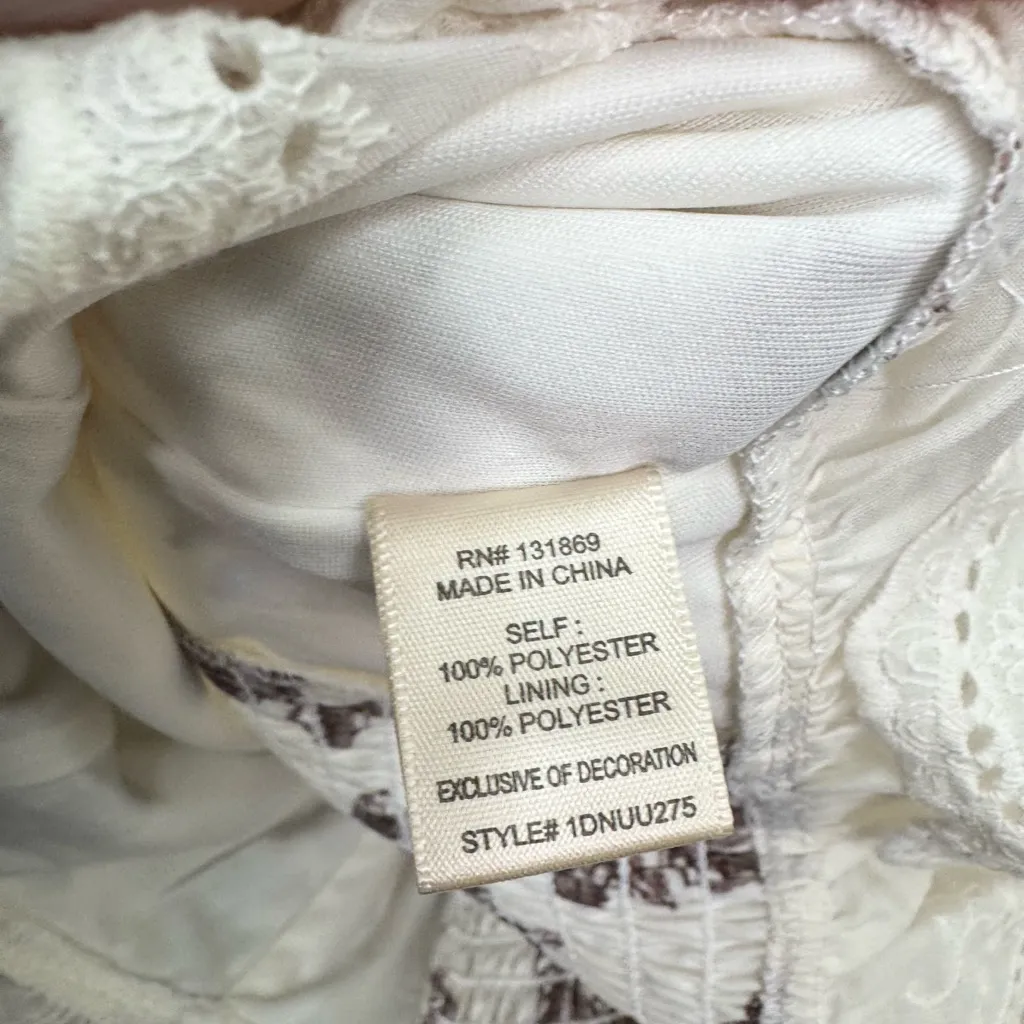 RN# 131869
MADE IN CHINA
SELF :
100% POLYESTER
LINING :
100% POLYESTER
EXCLUSIVE OF DECORATION
STYLE# 1DNUU275